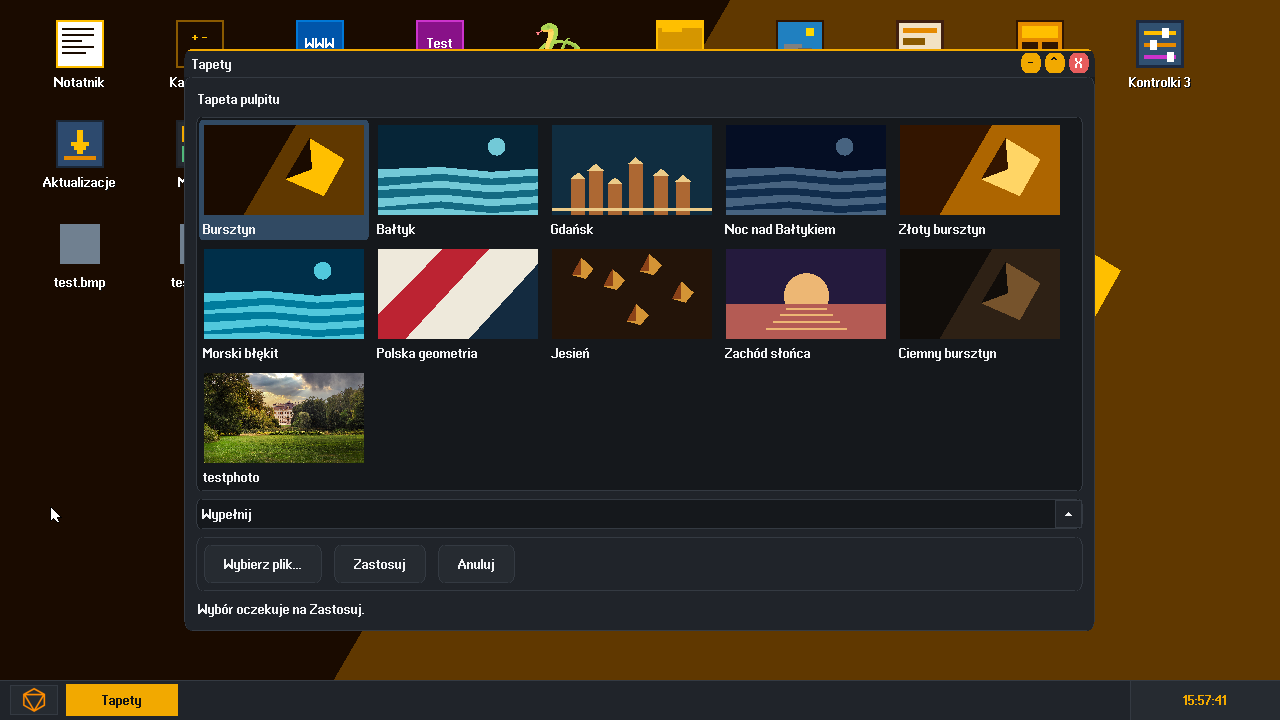 + -
WWW
Test
Notatnik
Kontrolki 3
Tapety
Tapeta pulpitu
Aktualizacje
Bursztyn
Bałtyk
Gdańsk
Noc nad Bałtykiem
Złoty bursztyn
test.bmp
Morski błękit
Polska geometria
Jesień
Zachód słońca
Ciemny bursztyn
testphoto
Wypełnij
Wybierz plik...
Zastosuj
Anuluj
Wybór oczekuje na Zastosuj.
Tapety
15:57:41